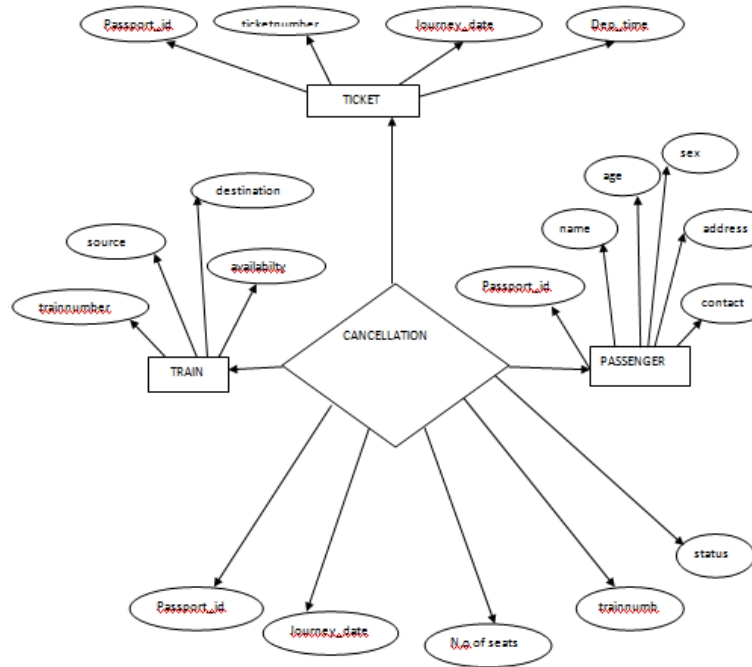 Passport_id
ticketnumber
Journey_date
Dep_time
TICKET
sex
age
destination
name
address
source
availabilty
Passport_id
contact
trainnumber
CANCELLATION
PASSENGER
TRAIN
status
Passport_id
trainnumb
Journey_date
N.o.of seats